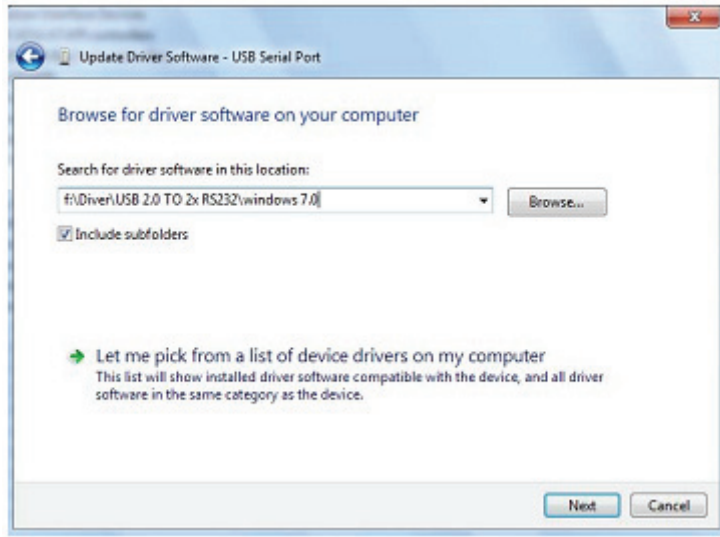 Update Driver Software - USB Serial Port
Browse for driver software on your computer
Search for driver software in this location:
f:\Diver\USB 2.0 TO 2x RS232\windows 7.0
Browse...
Include subfolders
Let me pick from a list of device drivers on my computer
This list will show installed driver software compatible with the device, and all driver
software in the same category as the device.
Next
Cancel